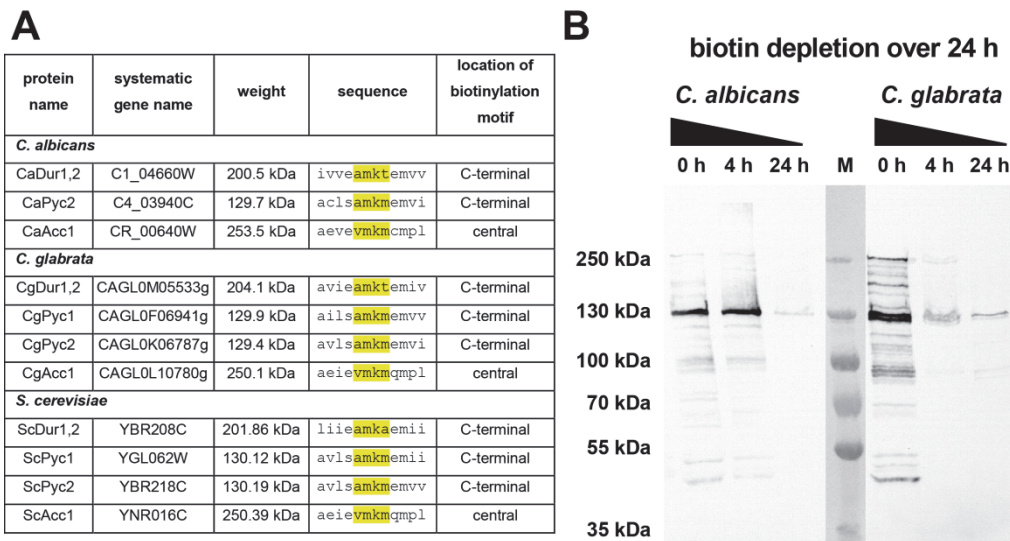 A
protein name systematic gene name weight sequence location of biotinylation motif
C. albicans
CaDur1,2 C1_04660W 200.5 kDa ivveamktemvv C-terminal
CaPyc2 C4_03940C 129.7 kDa aclsamkmemvi C-terminal
CaAcc1 CR_00640W 253.5 kDa aevevmkmcmpl central
C. glabrata
CgDur1,2 CAGL0M05533g 204.1 kDa avieamktemiv C-terminal
CgPyc1 CAGL0F06941g 129.9 kDa ailsamkmemvv C-terminal
CgPyc2 CAGL0K06787g 129.4 kDa avlsamkmemvi C-terminal
CgAcc1 CAGL0L10780g 250.1 kDa aeievmkmqmpl central
S. cerevisiae
ScDur1,2 YBR208C 201.86 kDa liieamkaemii C-terminal
ScPyc1 YGL062W 130.12 kDa avlsamkmemii C-terminal
ScPyc2 YBR218C 130.19 kDa avlsamkmemvv C-terminal
ScAcc1 YNR016C 250.39 kDa aeievmkmqmpl central
B
biotin depletion over 24 h
C. albicans C. glabrata
0 h 4 h 24 h M 0 h 4 h 24 h
250 kDa
130 kDa
100 kDa
70 kDa
55 kDa
35 kDa